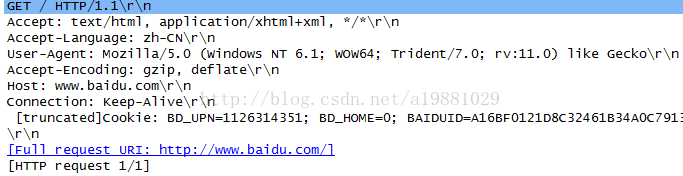 GET / HTTP/1.1\r\n
Accept: text/html, application/xhtml+xml, */*\r\n
Accept-Language: zh-CN\r\n
User-Agent: Mozilla/5.0 (Windows NT 6.1; WOW64; Trident/7.0; rv:11.0) like Gecko\r\n
Accept-Encoding: gzip, deflate\r\n
Host: www.baidu.com\r\n
Connection: Keep-Alive\r\n
http://blog.csdn.net/a19881029
[truncated]Cookie: BD_UPN=1126314351; BD_HOME=0; BAIDUID=A16BF0121D8C32461B34A0C7913
\r\n
[Full request URI: http://www.baidu.com/]
[HTTP request 1/1]